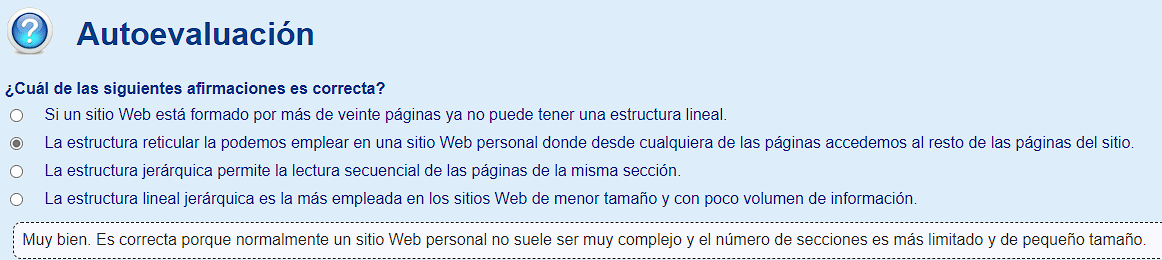 Autoevaluación
¿Cuál de las siguientes afirmaciones es correcta?
Si un sitio Web está formado por más de veinte páginas ya no puede tener una estructura lineal.
La estructura reticular la podemos emplear en una sitio Web personal donde desde cualquiera de las páginas accedemos al resto de las páginas del sitio.
La estructura jerárquica permite la lectura secuencial de las páginas de la misma sección.
La estructura lineal jerárquica es la más empleada en los sitios Web de menor tamaño y con poco volumen de información.
Muy bien. Es correcta porque normalmente un sitio Web personal no suele ser muy complejo y el número de secciones es más limitado y de pequeño tamaño.